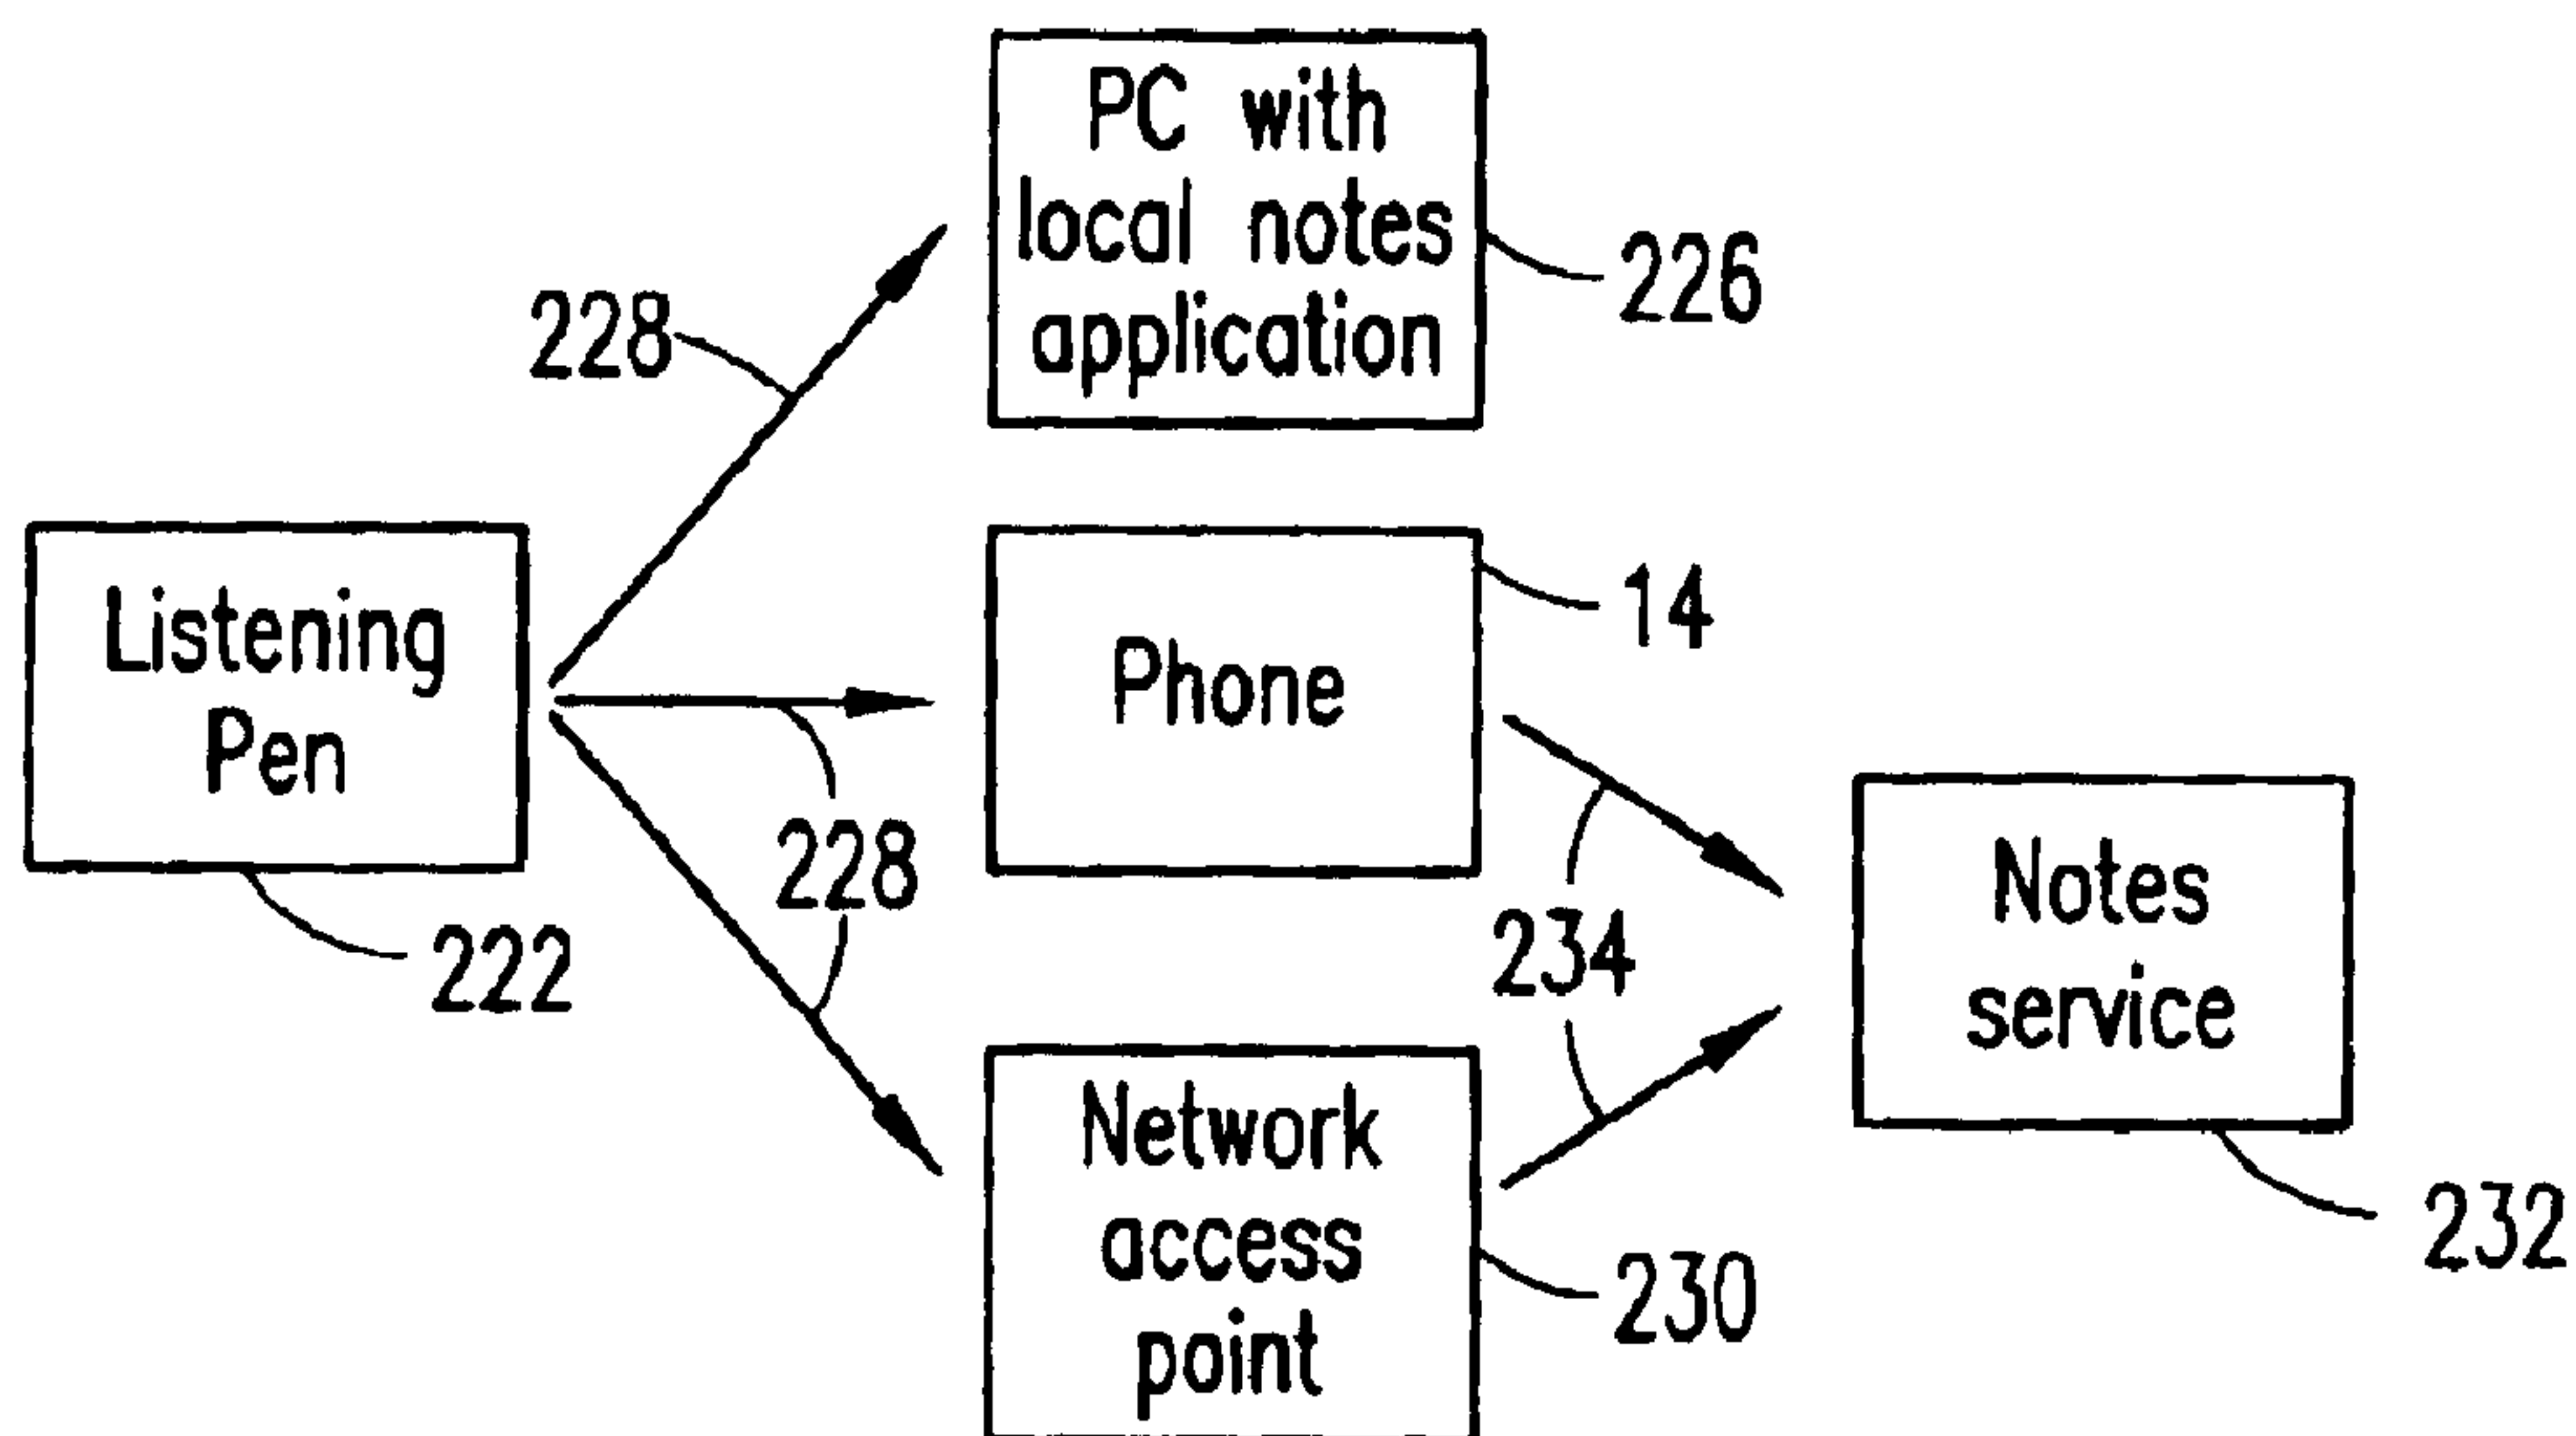 PC with
local notes
application
226
228
Listening
Pen
222
Phone
14
228
234
Notes
service
232
Network
access
point
230